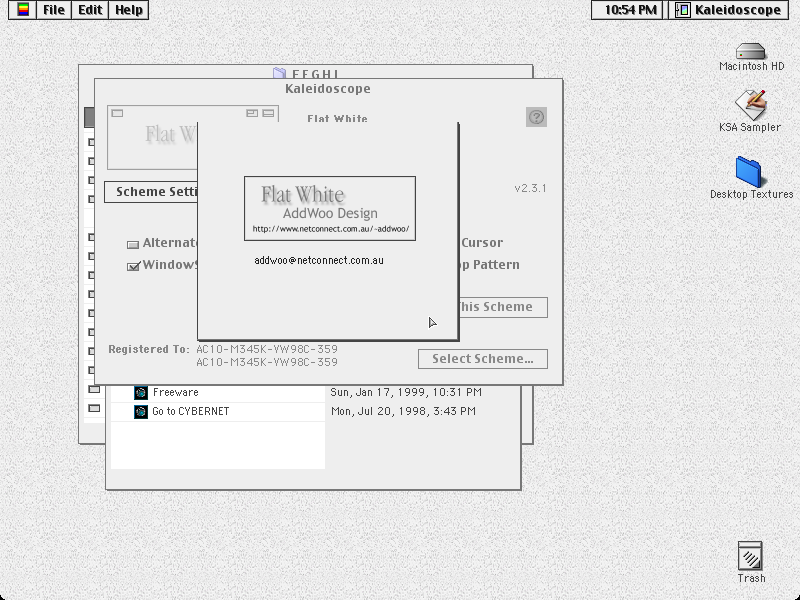 File Edit Help
10:54 PM
Kaleidoscope
Macintosh HD
KSA Sampler
Desktop Textures
Kaleidoscope
Flat W
Flat White
Scheme Setti
v2.3.1
Flat White
AddWoo Design
http://www.netconnect.com.au/~addwoo/
addwoo@netconnect.com.au
Alternat
Cursor
Windows
p Pattern
his Scheme
Registered To: AC10-M345K-YW98C-359
AC10-M345K-YW98C-359
Select Scheme...
Freeware Sun, Jan 17, 1999, 10:31 PM
Go to CYBERNET Mon, Jul 20, 1998, 3:43 PM
Trash